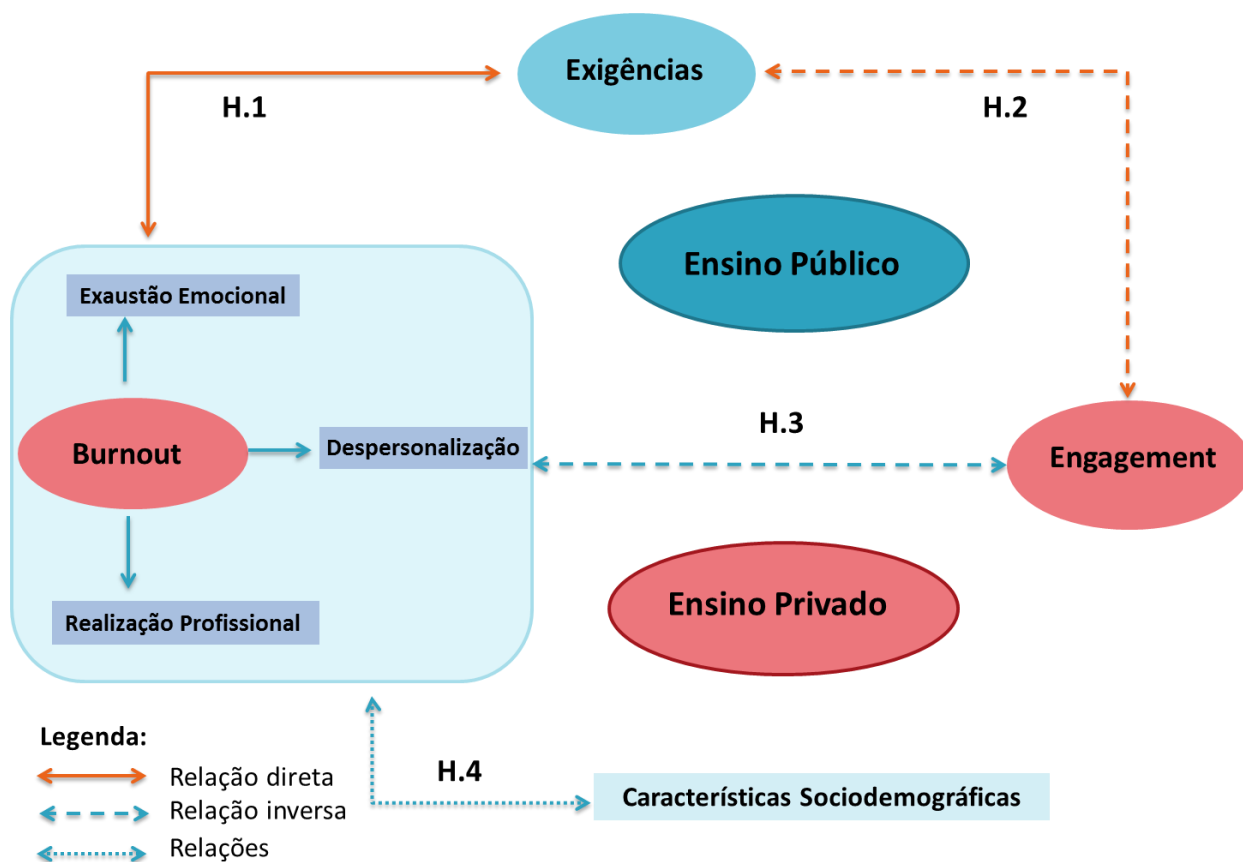 Exigências
H.1
H.2
Ensino Público
Exaustão Emocional
H.3
Burnout
Despersonalização
Engagement
Ensino Privado
Realização Profissional
Legenda:
Relação direta
H.4
Relação inversa
Relações
Característicås Sociodemográficas